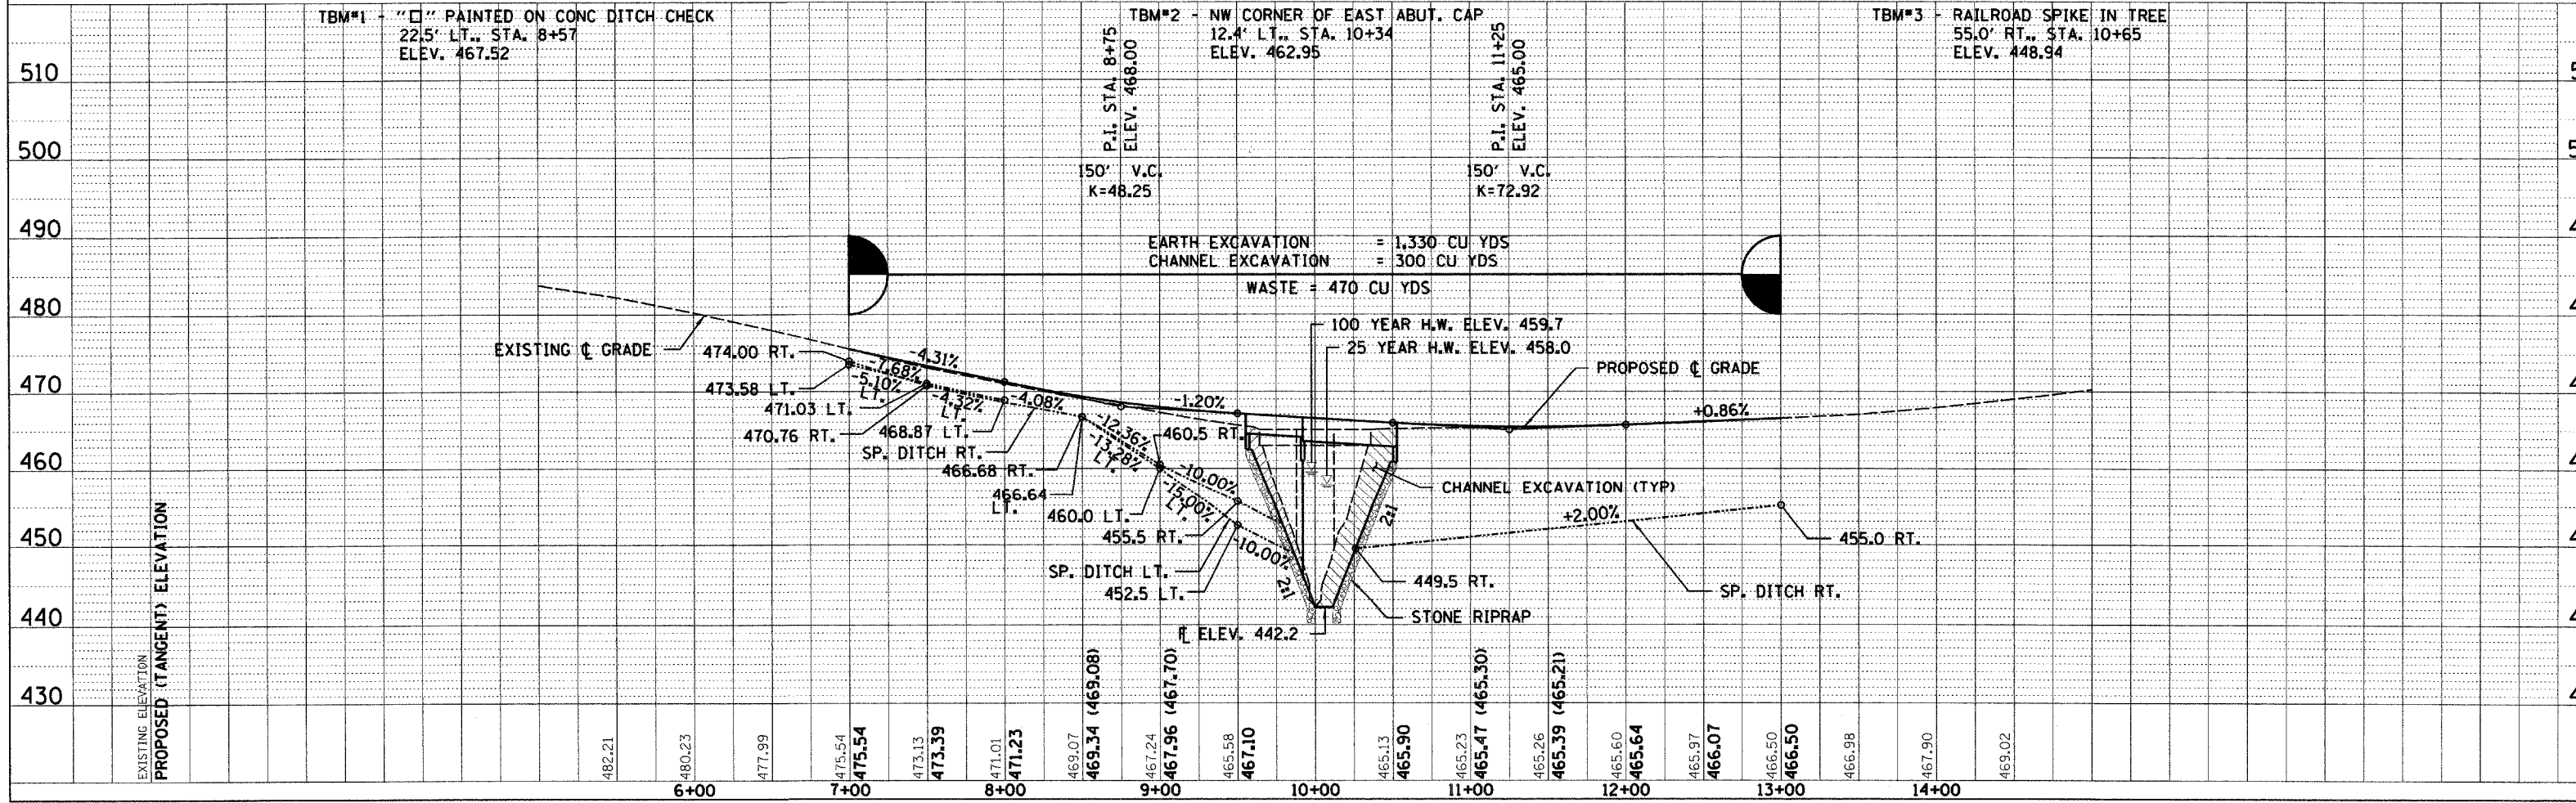 TBM#1 - "□" PAINTED ON CONC DITCH CHECK
22.5' LT., STA. 8+57
ELEV. 467.52
TBM#2 - NW CORNER OF EAST ABUT. CAP
12.4' LT., STA. 10+34
ELEV. 462.95
TBM#3 - RAILROAD SPIKE IN TREE
55.0' RT., STA. 10+65
ELEV. 448.94
P.I. STA. 8+75
ELEV. 468.00
150' V.C.
K=48.25
P.I. STA. 11+25
ELEV. 465.00
150' V.C.
K=72.92
510
500
490
480
470
460
450
440
430
EARTH EXCAVATION = 1,330 CU YDS
CHANNEL EXCAVATION = 300 CU YDS
WASTE = 470 CU YDS
100 YEAR H.W. ELEV. 459.7
25 YEAR H.W. ELEV. 458.0
EXISTING ℄ GRADE
PROPOSED ℄ GRADE
474.00 RT.
473.58 LT.
471.03 LT.
470.76 RT.
468.87 LT.
SP. DITCH RT.
466.68 RT.
466.64
LT.
460.5 RT.
460.0 LT.
455.5 RT.
SP. DITCH LT.
452.5 LT.
-4.31%
-7.68%
-5.10%
LT.
-4.32%
LT.
-4.08%
-12.36%
-13.28%
LT.
-10.00%
-15.00%
LT.
-10.00%
-1.20%
+0.86%
+2.00%
2:1
2:1
CHANNEL EXCAVATION (TYP)
455.0 RT.
449.5 RT.
SP. DITCH RT.
STONE RIPRAP
FL ELEV. 442.2
EXISTING ELEVATION
PROPOSED (TANGENT) ELEVATION
482.21
480.23
477.99
475.54
475.54
473.13
473.39
471.01
471.23
469.07
469.34 (469.08)
467.24
467.96 (467.70)
465.58
467.10
465.13
465.90
465.23
465.47 (465.30)
465.26
465.39 (465.21)
465.60
465.64
465.97
466.07
466.50
466.50
466.98
467.90
469.02
6+00
7+00
8+00
9+00
10+00
11+00
12+00
13+00
14+00